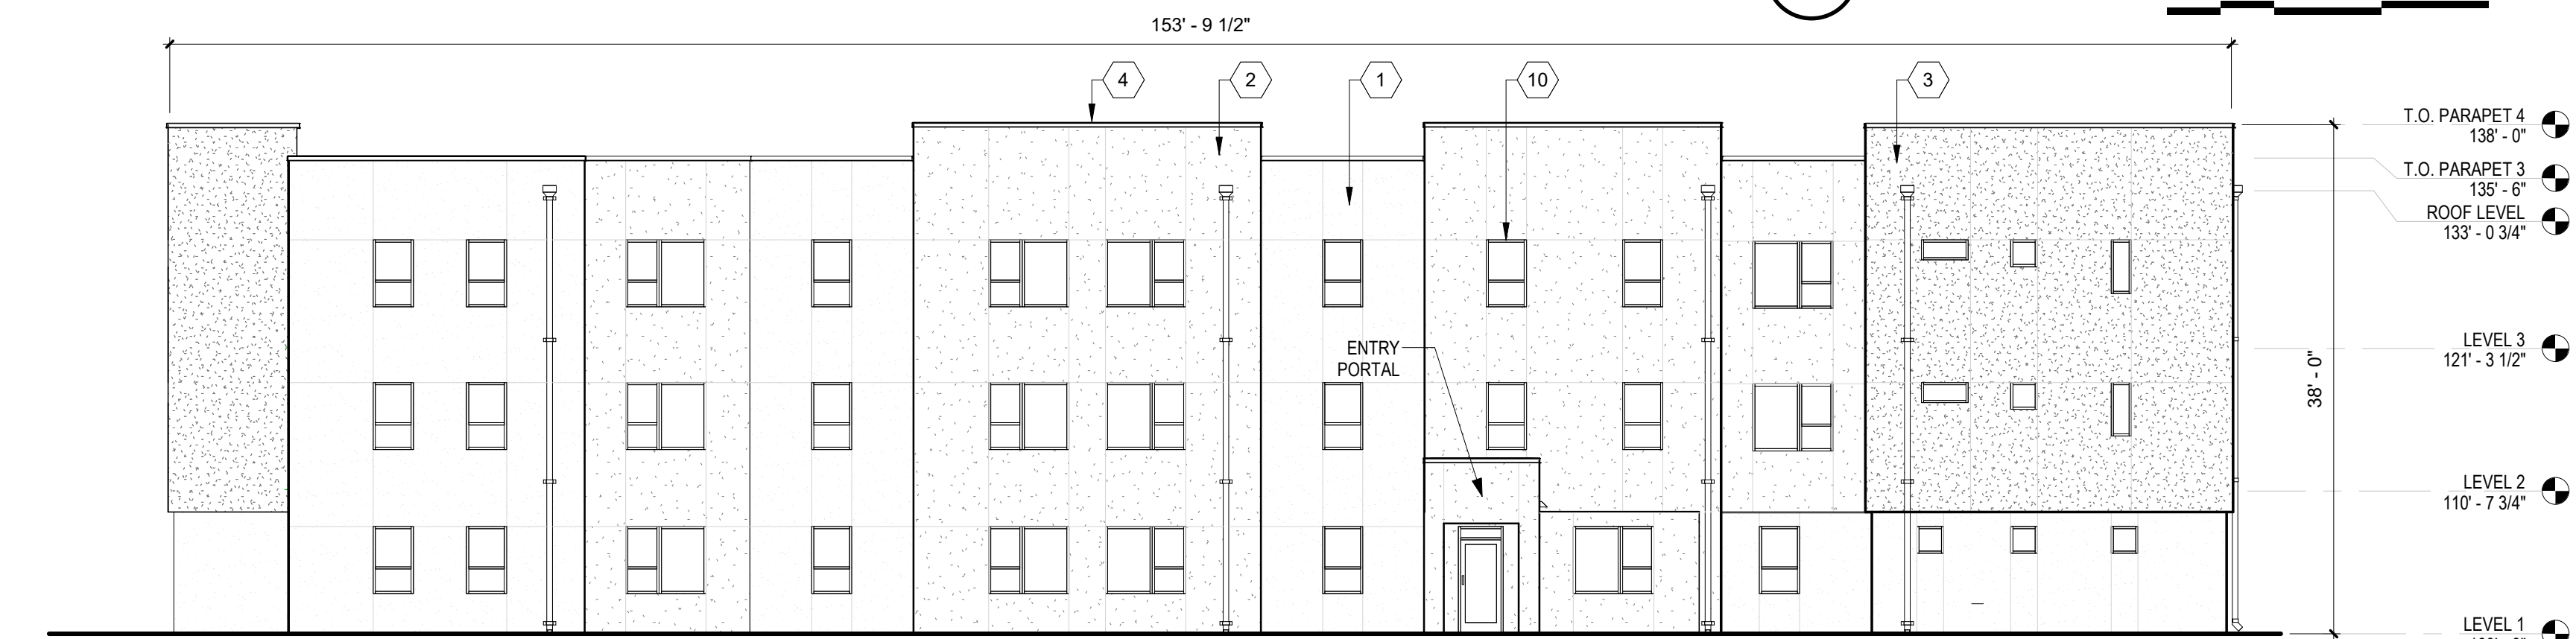 153' - 9 1/2"
4
2
1
10
3
T.O. PARAPET 4
138' - 0"
T.O. PARAPET 3
135' - 6"
ROOF LEVEL
133' - 0 3/4"
ENTRY
PORTAL
LEVEL 3
121' - 3 1/2"
38' - 0"
LEVEL 2
110' - 7 3/4"
LEVEL 1